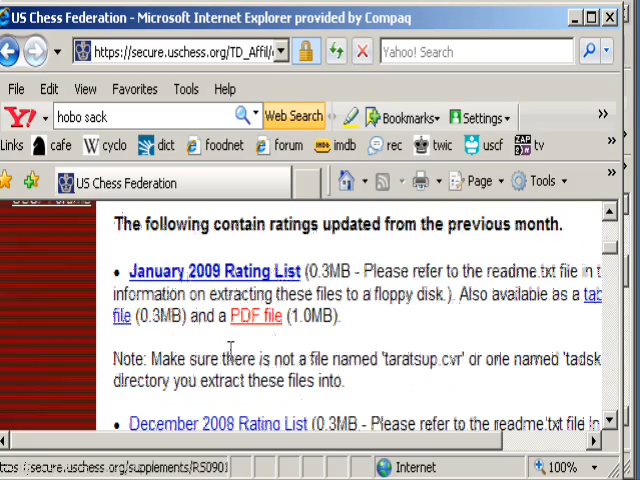 US Chess Federation - Microsoft Internet Explorer provided by Compaq
https://secure.uschess.org/TD_Affil/
Yahoo! Search
File Edit View Favorites Tools Help
Y! hobo sack Web Search Bookmarks Settings »
Links cafe W cyclo dict foodnet forum imdb rec twic uscf tv »
US Chess Federation Page Tools »
The following contain ratings updated from the previous month.
• January 2009 Rating List (0.3MB - Please refer to the readme.txt file in t
information on extracting these files to a floppy disk.). Also available as a tab
file (0.3MB) and a PDF file (1.0MB).
Note: Make sure there is not a file named 'taratsup.cvr' or one named 'tadsk
directory you extract these files into.
• December 2008 Rating List (0.3MB - Please refer to the readme.txt file in
ttps://secure.uschess.org/supplements/R50901 Internet 100%